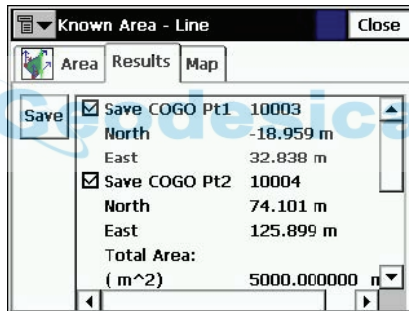 Known Area - Line Close
Area Results Map
Save
Save COGO Pt1 10003
North -18.959 m
East 32.838 m
Save COGO Pt2 10004
North 74.101 m
East 125.899 m
Total Area:
( m^2) 5000.000000
Geodesical